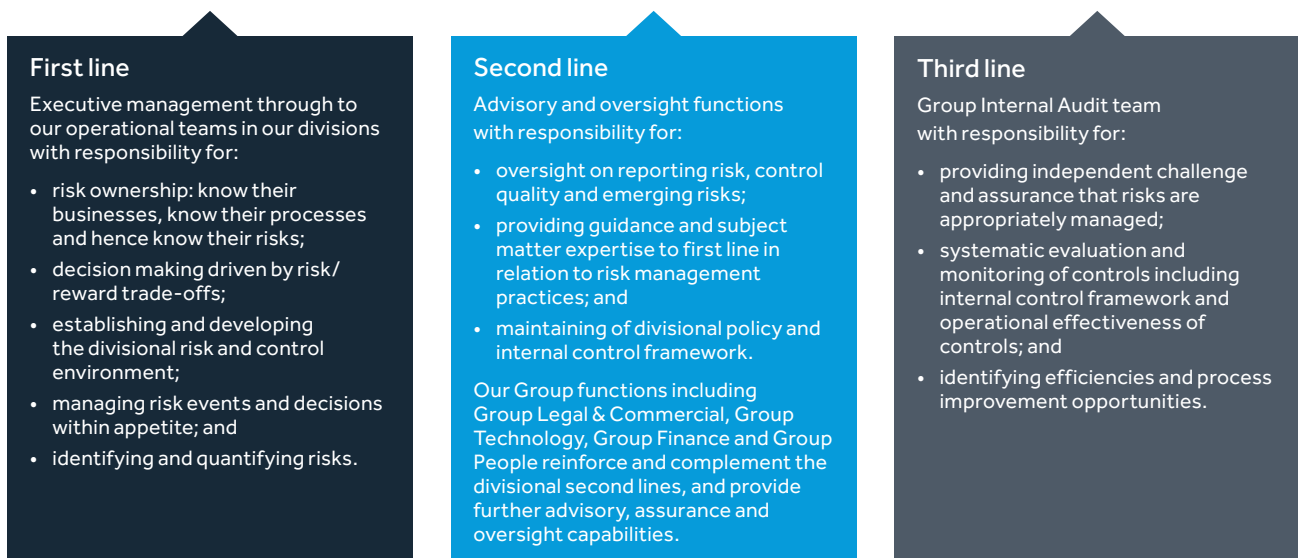 First line
Executive management through to
our operational teams in our divisions
with responsibility for:
• risk ownership: know their
businesses, know their processes
and hence know their risks;
• decision making driven by risk/
reward trade-offs;
• establishing and developing
the divisional risk and control
environment;
• managing risk events and decisions
within appetite; and
• identifying and quantifying risks.
Second line
Advisory and oversight functions
with responsibility for:
• oversight on reporting risk, control
quality and emerging risks;
• providing guidance and subject
matter expertise to first line in
relation to risk management
practices; and
• maintaining of divisional policy and
internal control framework.
Our Group functions including
Group Legal & Commercial, Group
Technology, Group Finance and Group
People reinforce and complement the
divisional second lines, and provide
further advisory, assurance and
oversight capabilities.
Third line
Group Internal Audit team
with responsibility for:
• providing independent challenge
and assurance that risks are
appropriately managed;
• systematic evaluation and
monitoring of controls including
internal control framework and
operational effectiveness of
controls; and
• identifying efficiencies and process
improvement opportunities.